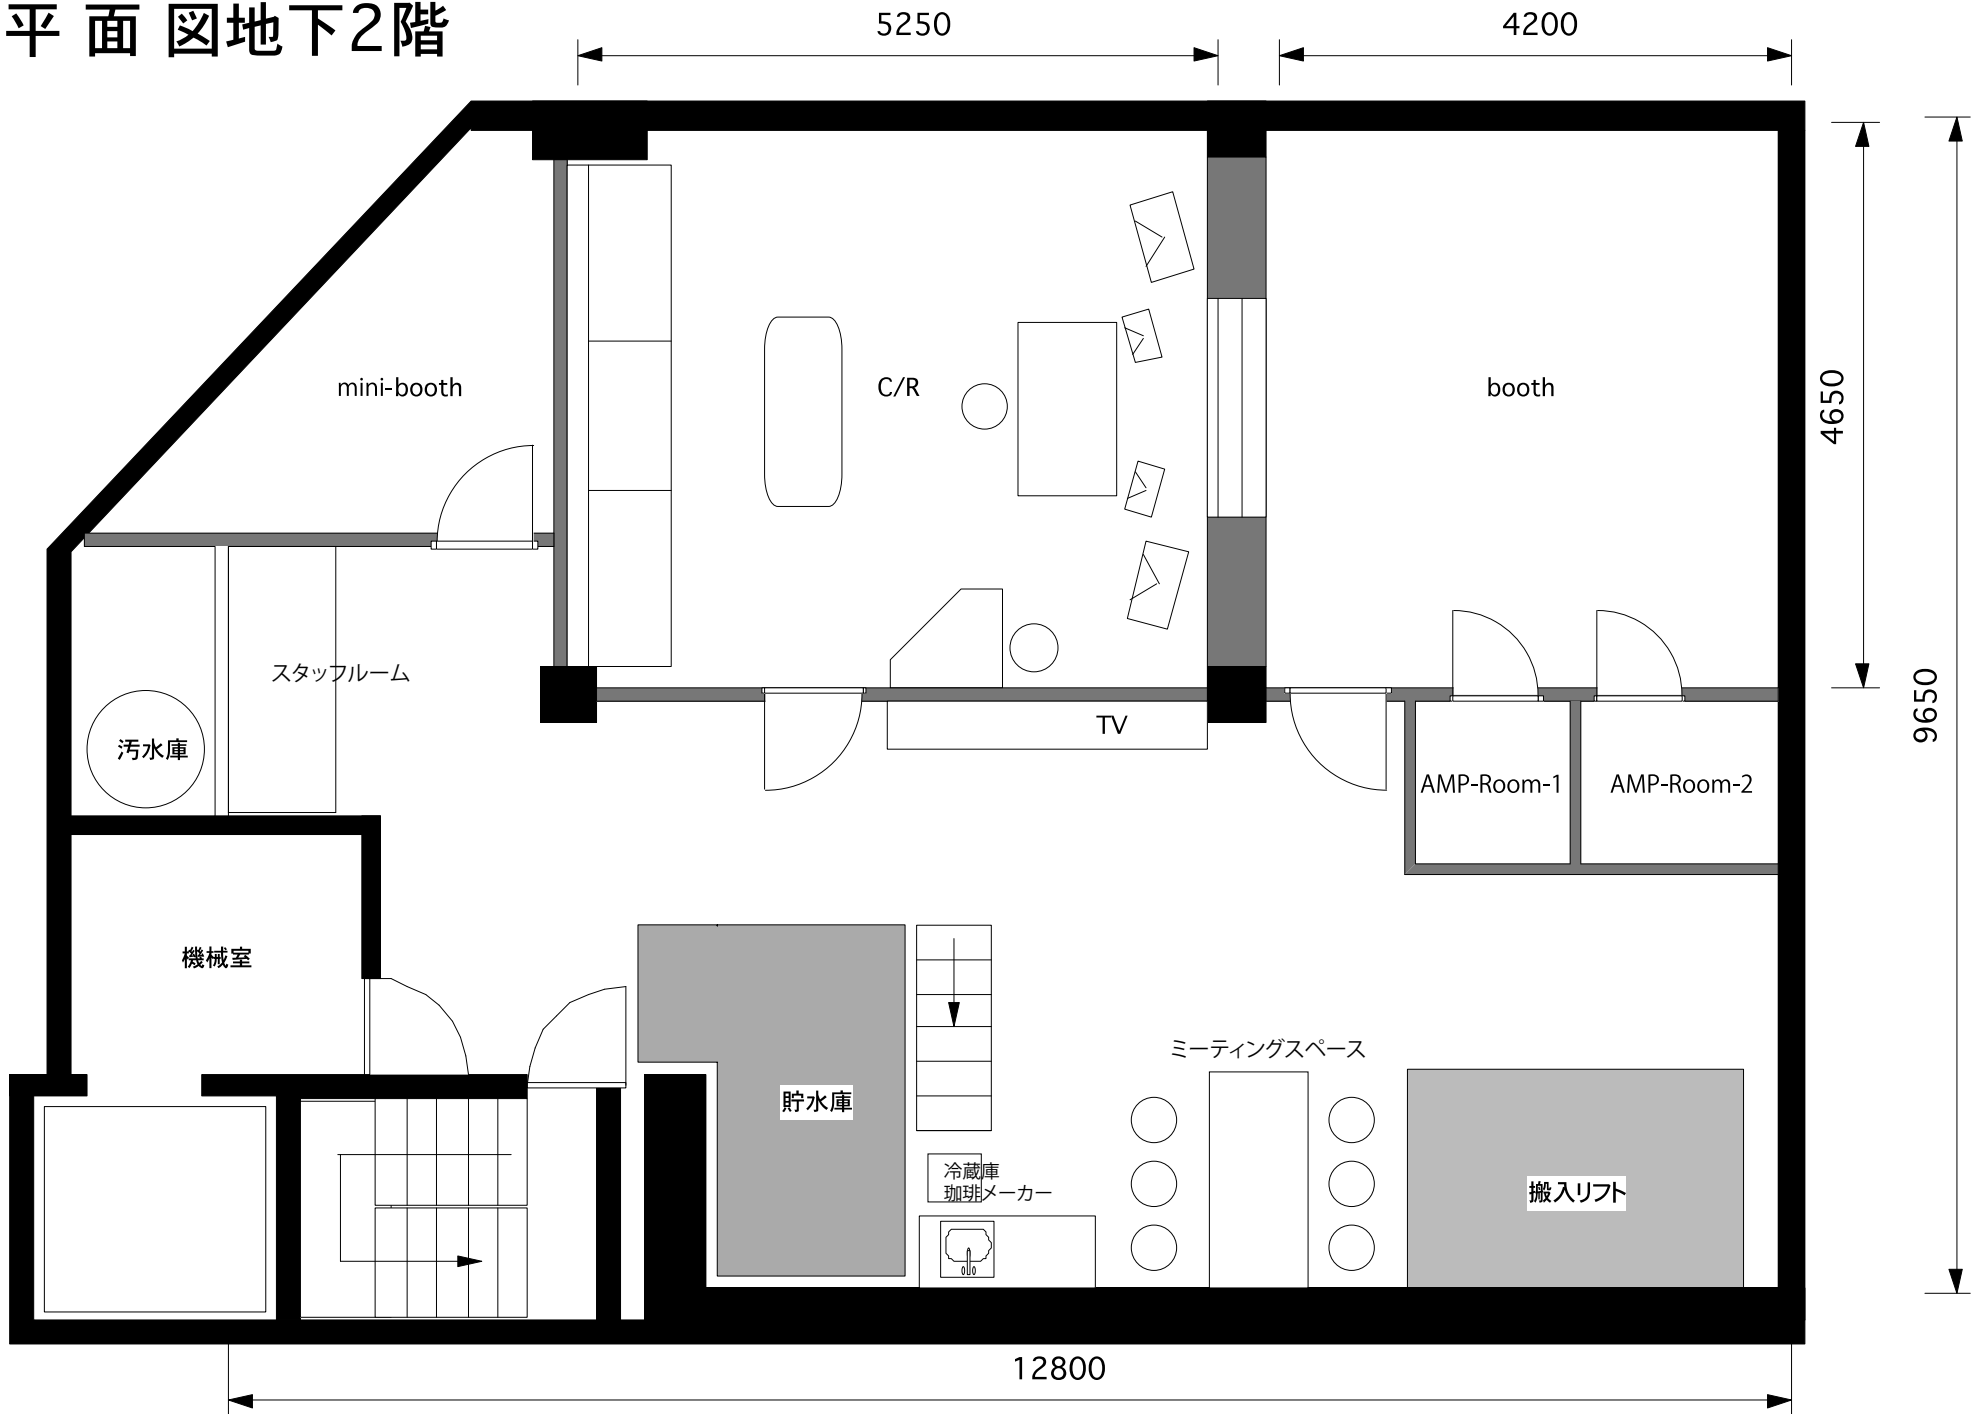 平 面 図地下2階
5250
4200
mini-booth
C/R
booth
4650
9650
スタッフルーム
汚水庫
TV
AMP-Room-1
AMP-Room-2
機械室
ミーティングスペース
貯水庫
冷蔵庫
珈琲メーカー
搬入リフト
12800